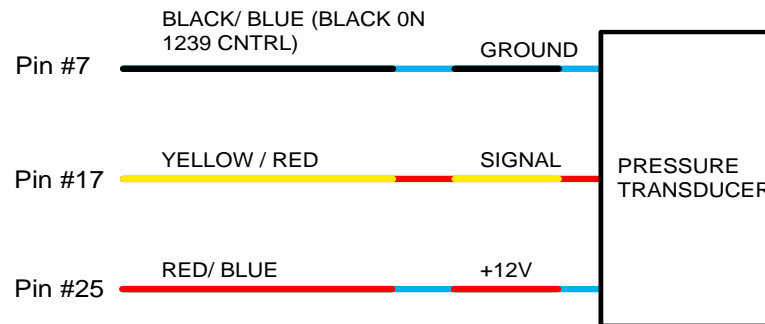 BLACK/ BLUE (BLACK 0N
1239 CNTRL)
GROUND
Pin #7
YELLOW / RED
SIGNAL
Pin #17
PRESSURE
TRANSDUCER
RED/ BLUE
+12V
Pin #25